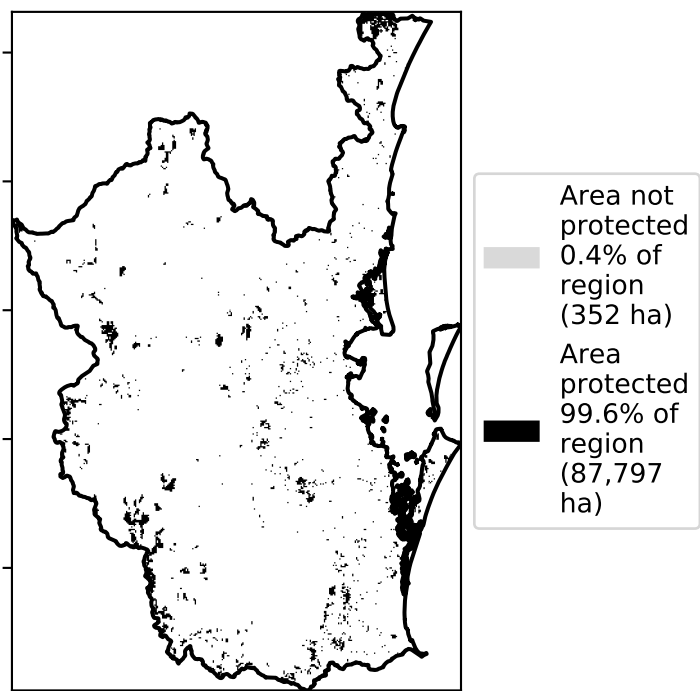 Area not
protected
0.4% of
region
(352 ha)
Area
protected
99.6% of
region
(87,797
ha)